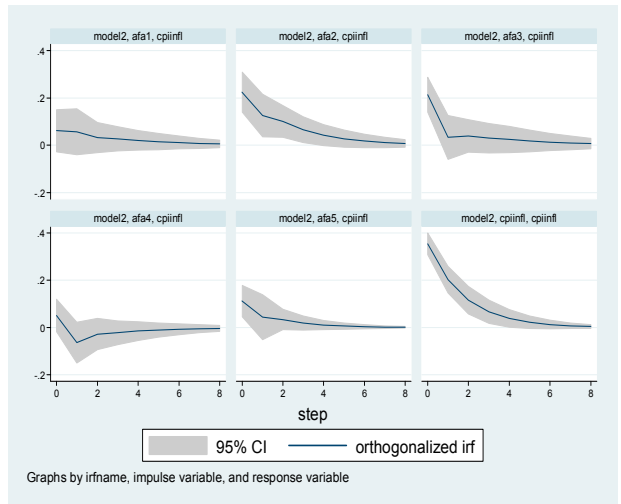 model2, afa1, cpiinfl
model2, afa2, cpiinfl
model2, afa3, cpiinfl
.4
.2
0
-.2
model2, afa4, cpiinfl
model2, afa5, cpiinfl
model2, cpiinfl, cpiinfl
.4
.2
0
-.2
0 2 4 6 8
0 2 4 6 8
0 2 4 6 8
step
95% CI
orthogonalized irf
Graphs by irfname, impulse variable, and response variable